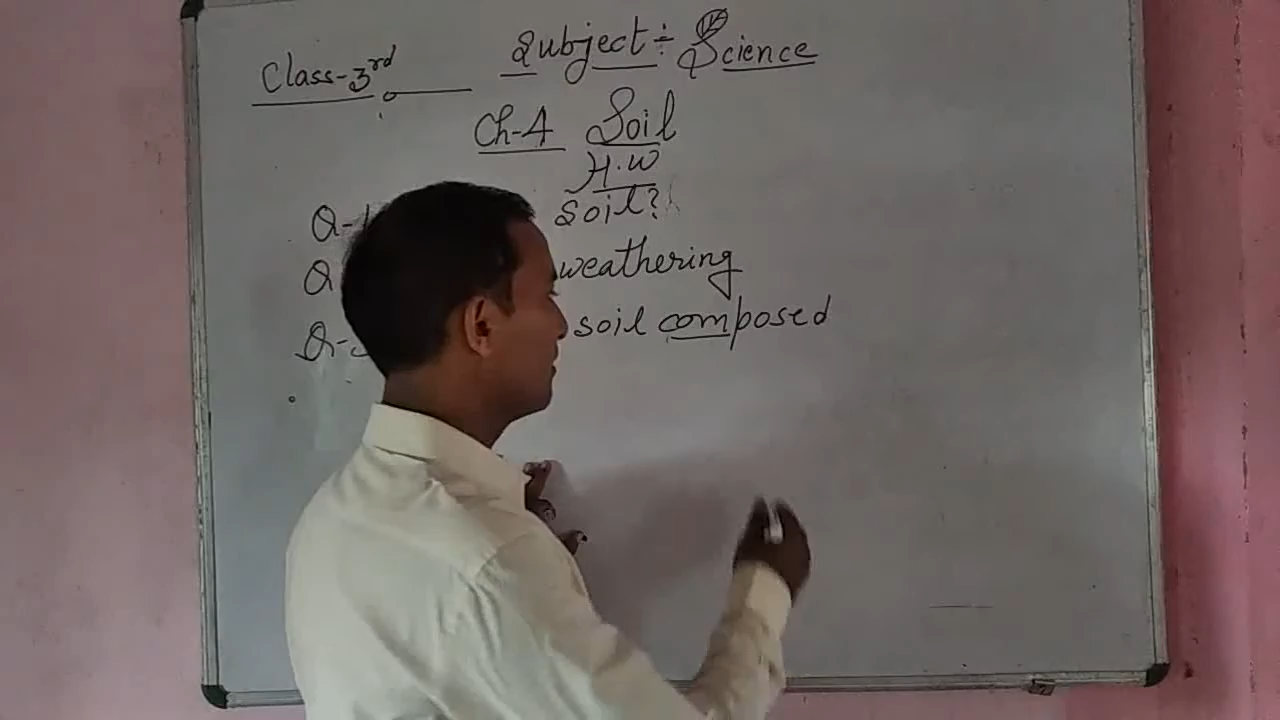 Class-3rd
Subject÷ Science
Ch-4 Soil
H.W
Q-1 soil?
Q weathering
Q-3 soil composed